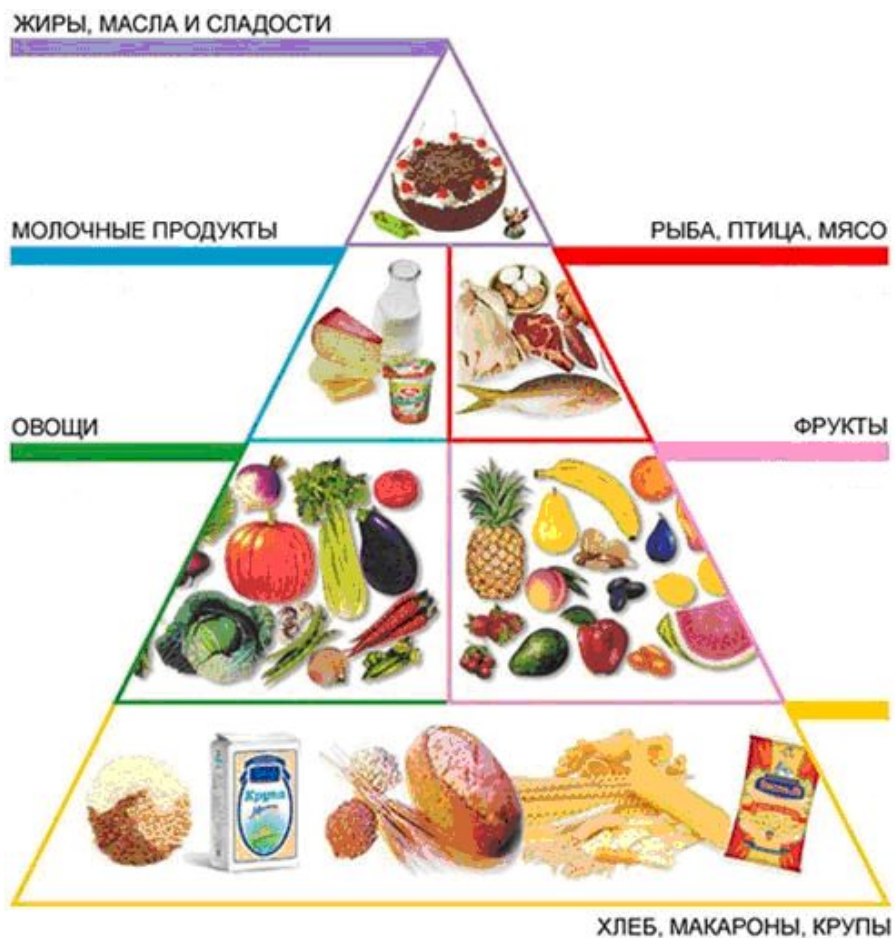 ЖИРЫ, МАСЛА И СЛАДОСТИ
МОЛОЧНЫЕ ПРОДУКТЫ
РЫБА, ПТИЦА, МЯСО
ОВОЩИ
ФРУКТЫ
Крупа
ХЛЕБ, МАКАРОНЫ, КРУПЫ